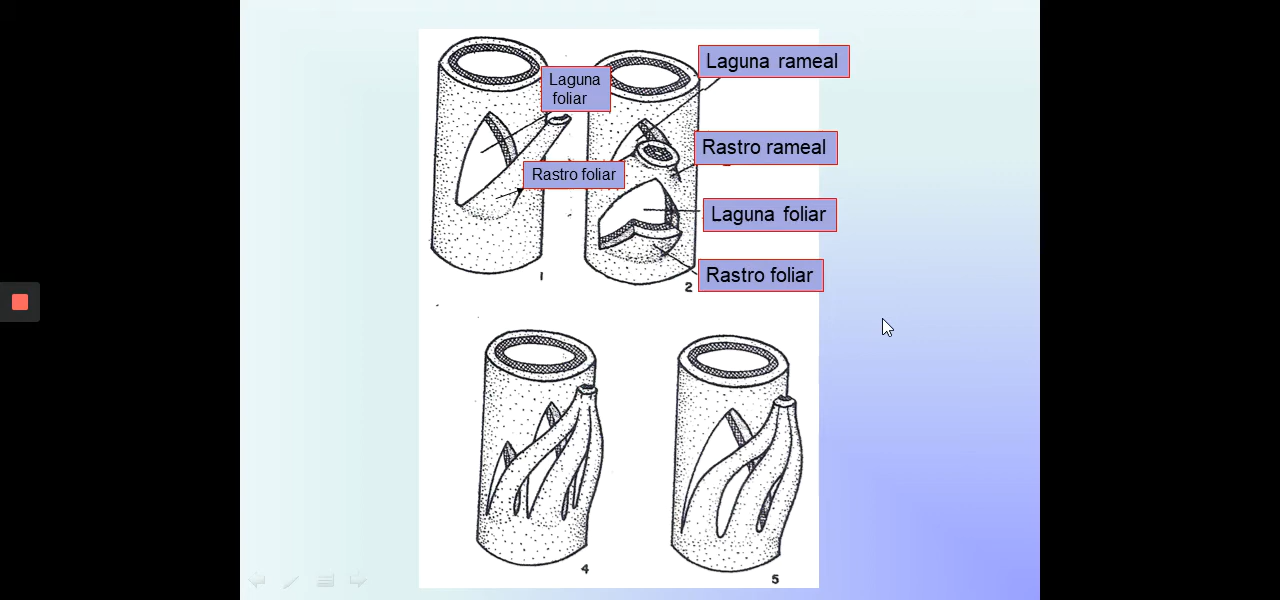 Laguna rameal
Laguna
foliar
Rastro rameal
Rastro foliar
Laguna foliar
Rastro foliar
1
2
4
5